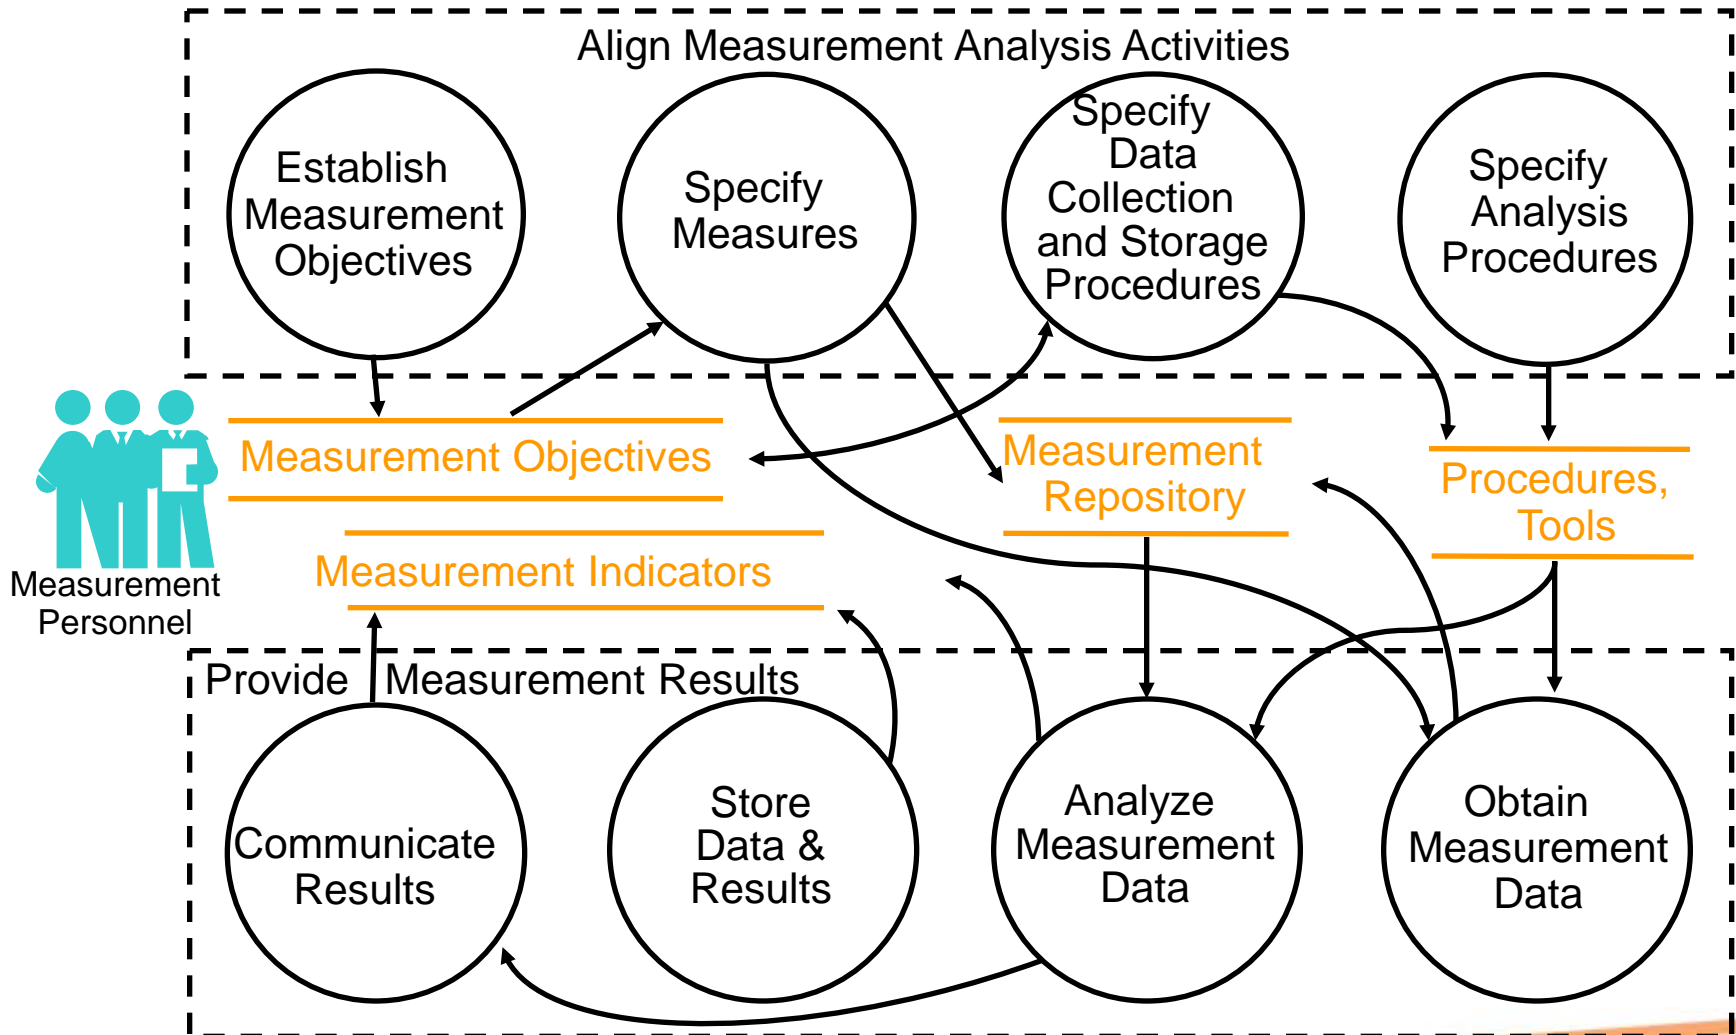 Align Measurement Analysis Activities
Establish
Measurement
Objectives
Specify
Measures
Specify
Data
Collection
and Storage
Procedures
Specify
Analysis
Procedures
Measurement Objectives
Measurement
Repository
Procedures,
Tools
Measurement Indicators
Measurement
Personnel
Provide Measurement Results
Communicate
Results
Store
Data &
Results
Analyze
Measurement
Data
Obtain
Measurement
Data